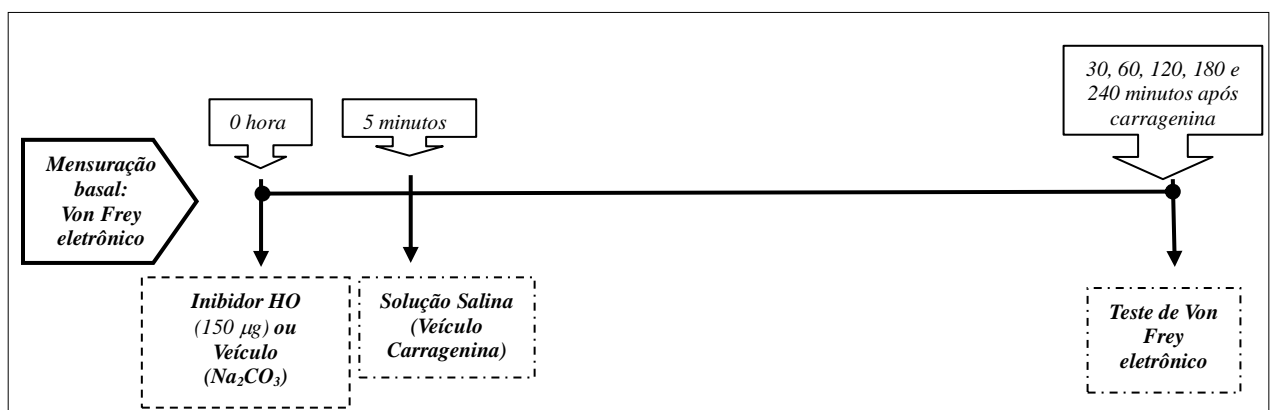 30, 60, 120, 180 e
240 minutos após
carragenina
0 hora
5 minutos
Mensuração
basal:
Von Frey
eletrônico
Inibidor HO
(150 µg) ou
Veículo
(Na₂CO₃)
Solução Salina
(Veículo
Carragenina)
Teste de Von
Frey
eletrônico